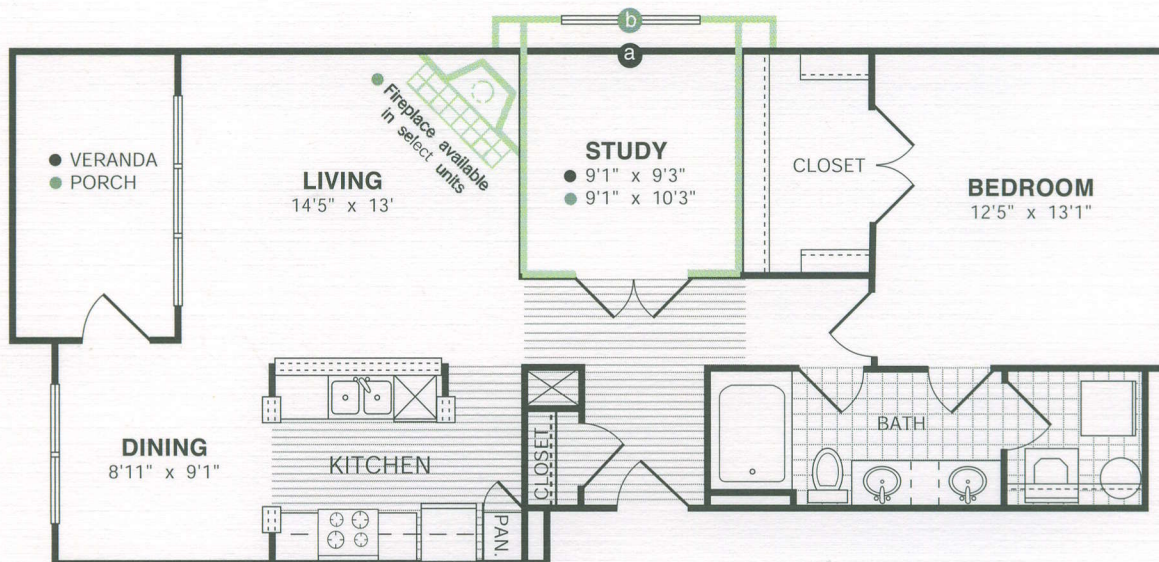 b
a
● VERANDA
● PORCH
LIVING
14'5" x 13'
● Fireplace available
in select units
STUDY
● 9'1" x 9'3"
● 9'1" x 10'3"
CLOSET
BEDROOM
12'5" x 13'1"
DINING
8'11" x 9'1"
KITCHEN
PAN.
CLOSET
BATH